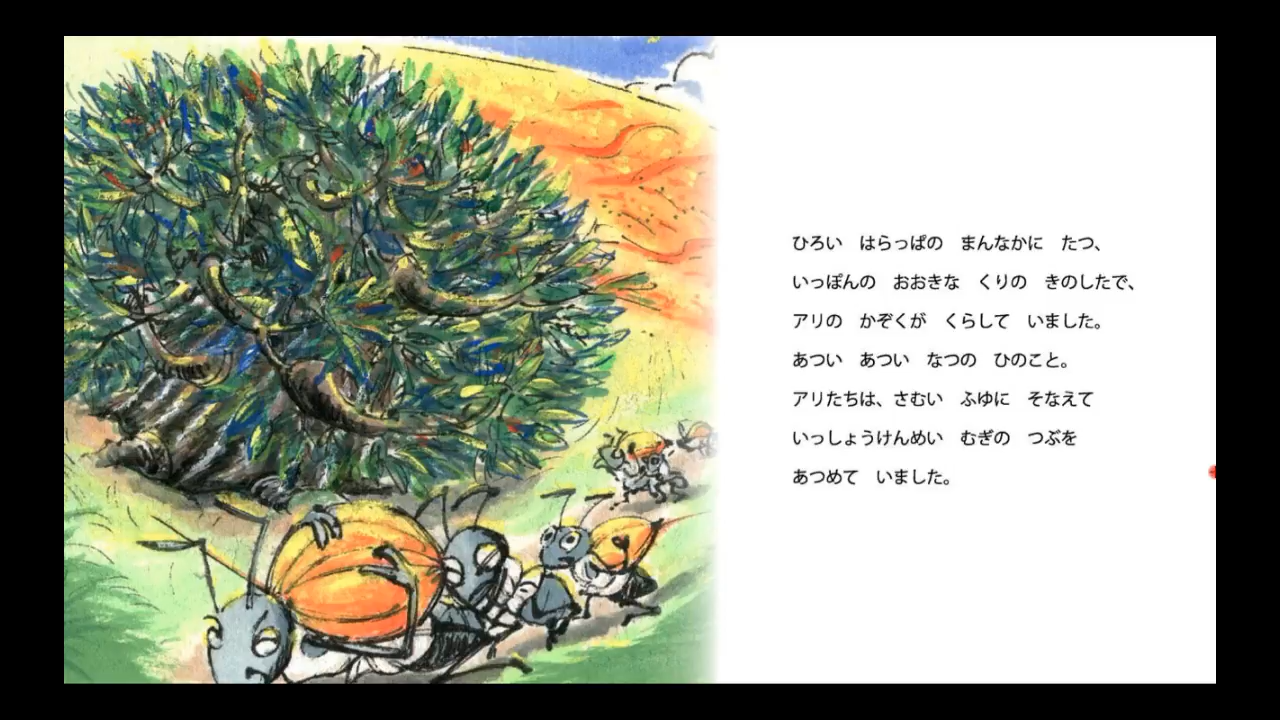 ひろい　はらっぱの　まんなかに　たつ、
いっぽんの　おおきな　くりの　きのしたで、
アリの　かぞくが　くらして　いました。
あつい　あつい　なつの　ひのこと。
アリたちは、さむい　ふゆに　そなえて
いっしょうけんめい　むぎの　つぶを
あつめて　いました。